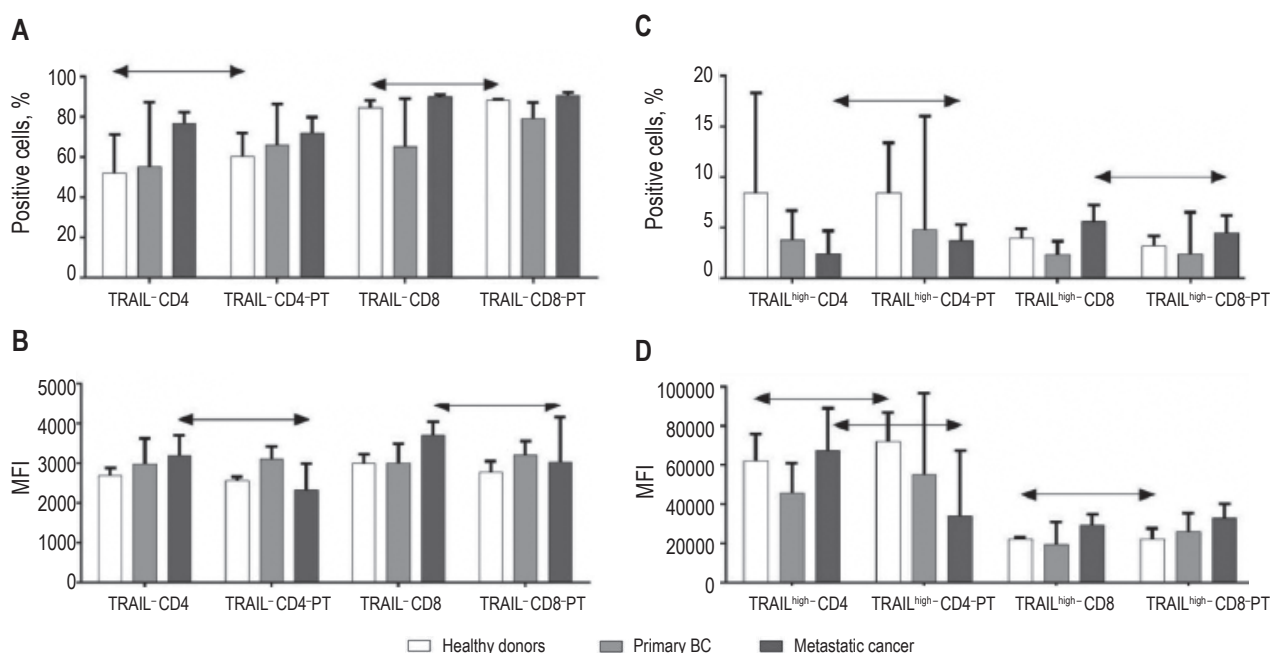 A
Positive cells, %
100
80
60
40
20
0
TRAIL–CD4 TRAIL–CD4–PT TRAIL–CD8 TRAIL–CD8–PT
C
Positive cells, %
20
15
10
5
0
TRAILhigh–CD4 TRAILhigh–CD4–PT TRAILhigh–CD8 TRAILhigh–CD8–PT
B
MFI
5000
4000
3000
2000
1000
0
TRAIL–CD4 TRAIL–CD4–PT TRAIL–CD8 TRAIL–CD8–PT
D
MFI
100000
80000
60000
40000
20000
0
TRAILhigh–CD4 TRAILhigh–CD4–PT TRAILhigh–CD8 TRAILhigh–CD8–PT
Healthy donors Primary BC Metastatic cancer